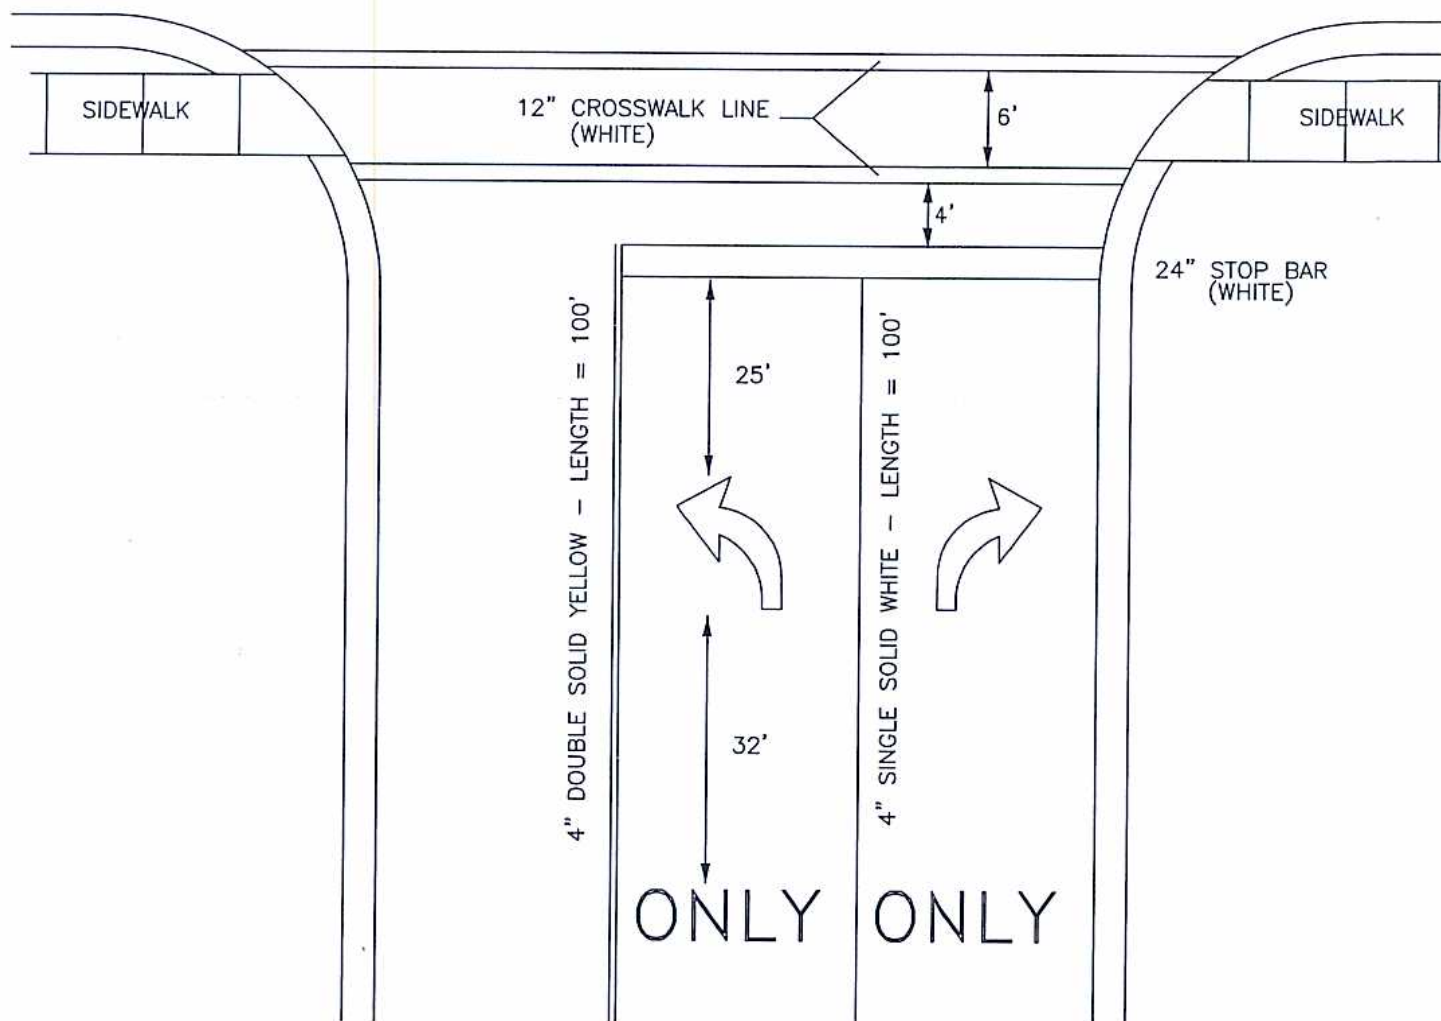 SIDEWALK
12" CROSSWALK LINE
(WHITE)
6'
SIDEWALK
4'
24" STOP BAR
(WHITE)
4" DOUBLE SOLID YELLOW - LENGTH = 100'
25'
4" SINGLE SOLID WHITE - LENGTH = 100'
32'
ONLY
ONLY